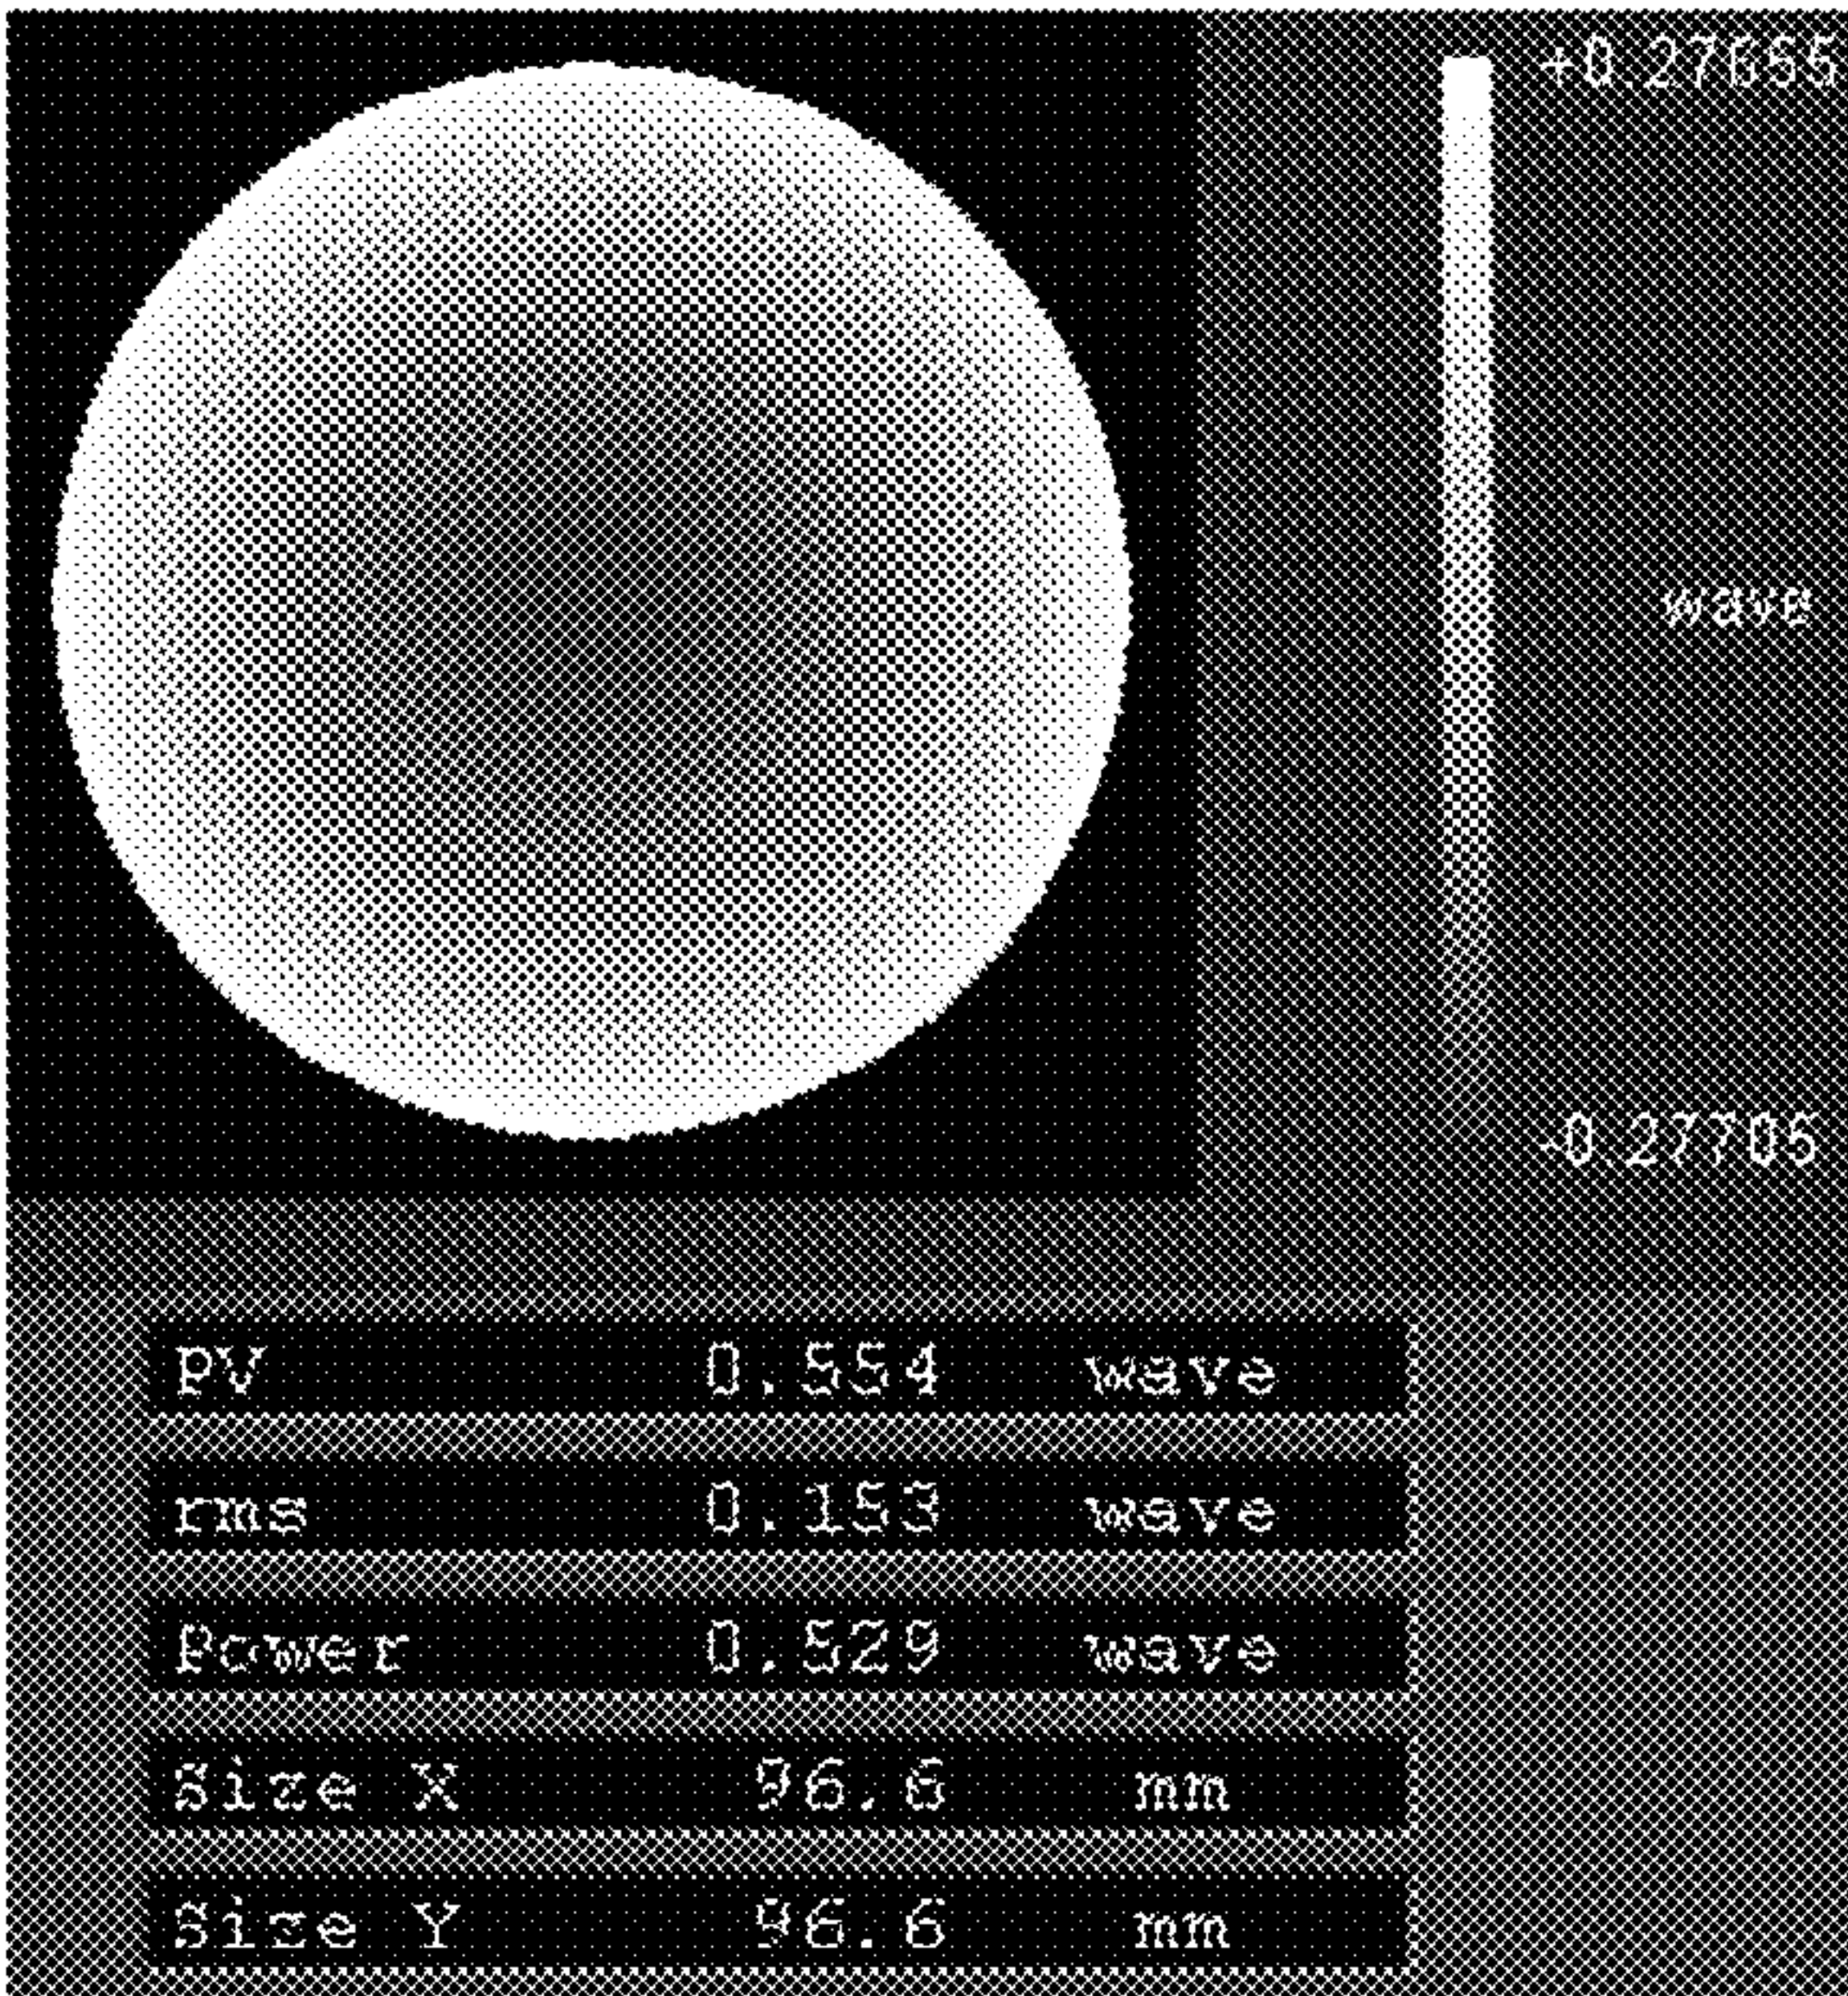 +0.27655
wave
-0.27705
PV 0.554 wave
rms 0.153 wave
Power 0.529 wave
Size X 96.6 mm
Size Y 96.6 mm